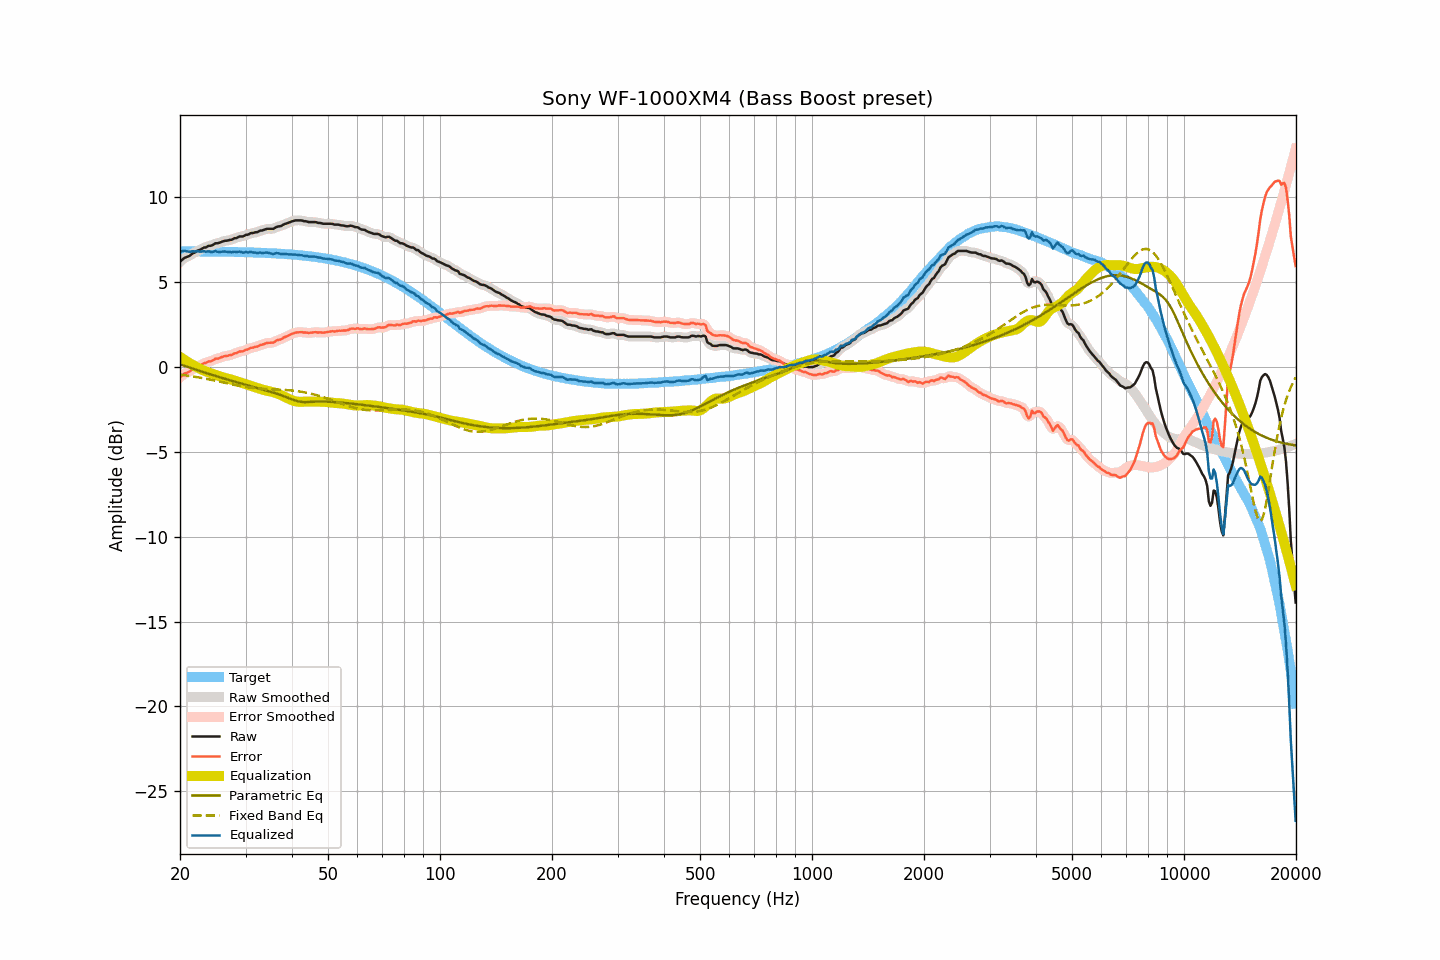 Sony WF-1000XM4 (Bass Boost preset)
Amplitude (dBr)
10
5
0
−5
−10
−15
−20
−25
Target
Raw Smoothed
Error Smoothed
Raw
Error
Equalization
Parametric Eq
Fixed Band Eq
Equalized
20 50 100 200 500 1000 2000 5000 10000 20000
Frequency (Hz)